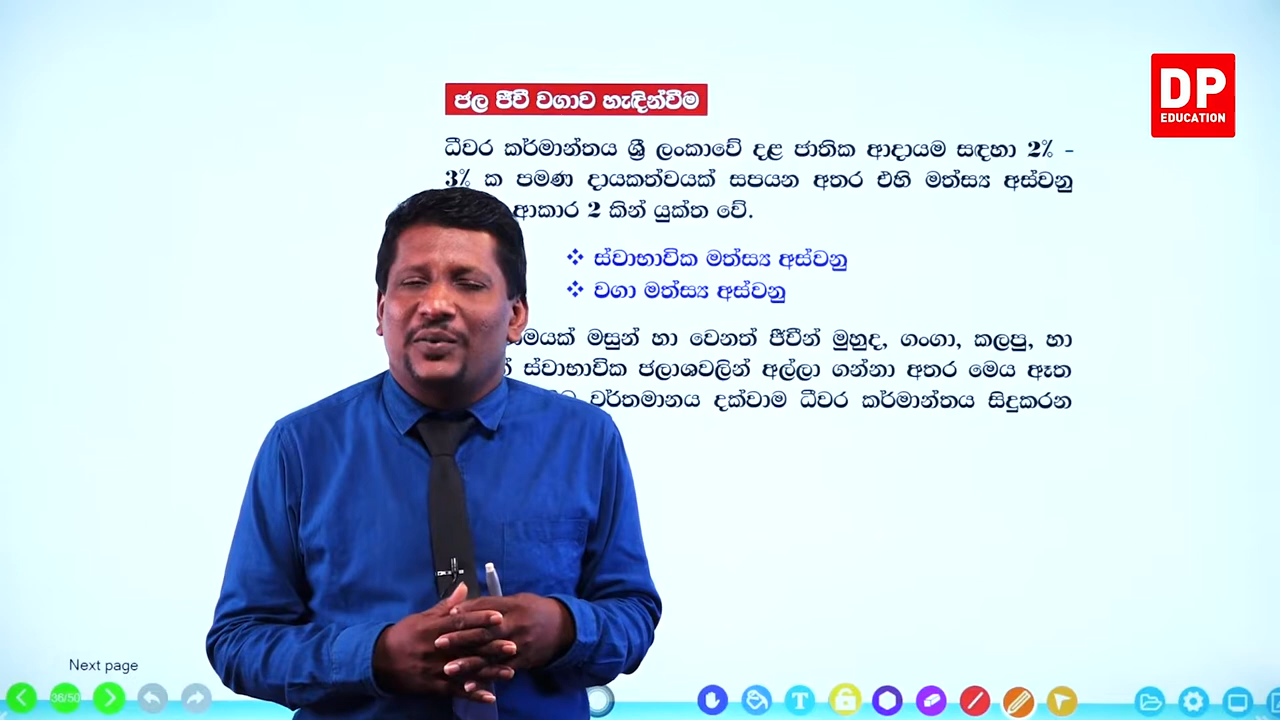 DP
EDUCATION
ජල ජීවී වගාව හැඳින්වීම
ධීවර කර්මාන්තය ශ්‍රී ලංකාවේ දළ ජාතික ආදායම සඳහා 2% -
3% ක පමණ දායකත්වයක් සපයන අතර එහි මත්ස්‍ය අස්වනු
ආකාර 2 කින් යුක්ත වේ.
❖ ස්වාභාවික මත්ස්‍ය අස්වනු
❖ වගා මත්ස්‍ය අස්වනු
මසුන් හා වෙනත් ජීවීන් මුහුද, ගංගා, කලපු, හා
ස්වාභාවික ජලාශවලින් අල්ලා ගන්නා අතර මෙය ඈත
වර්තමානය දක්වාම ධීවර කර්මාන්තය සිදුකරන
Next page
36/50